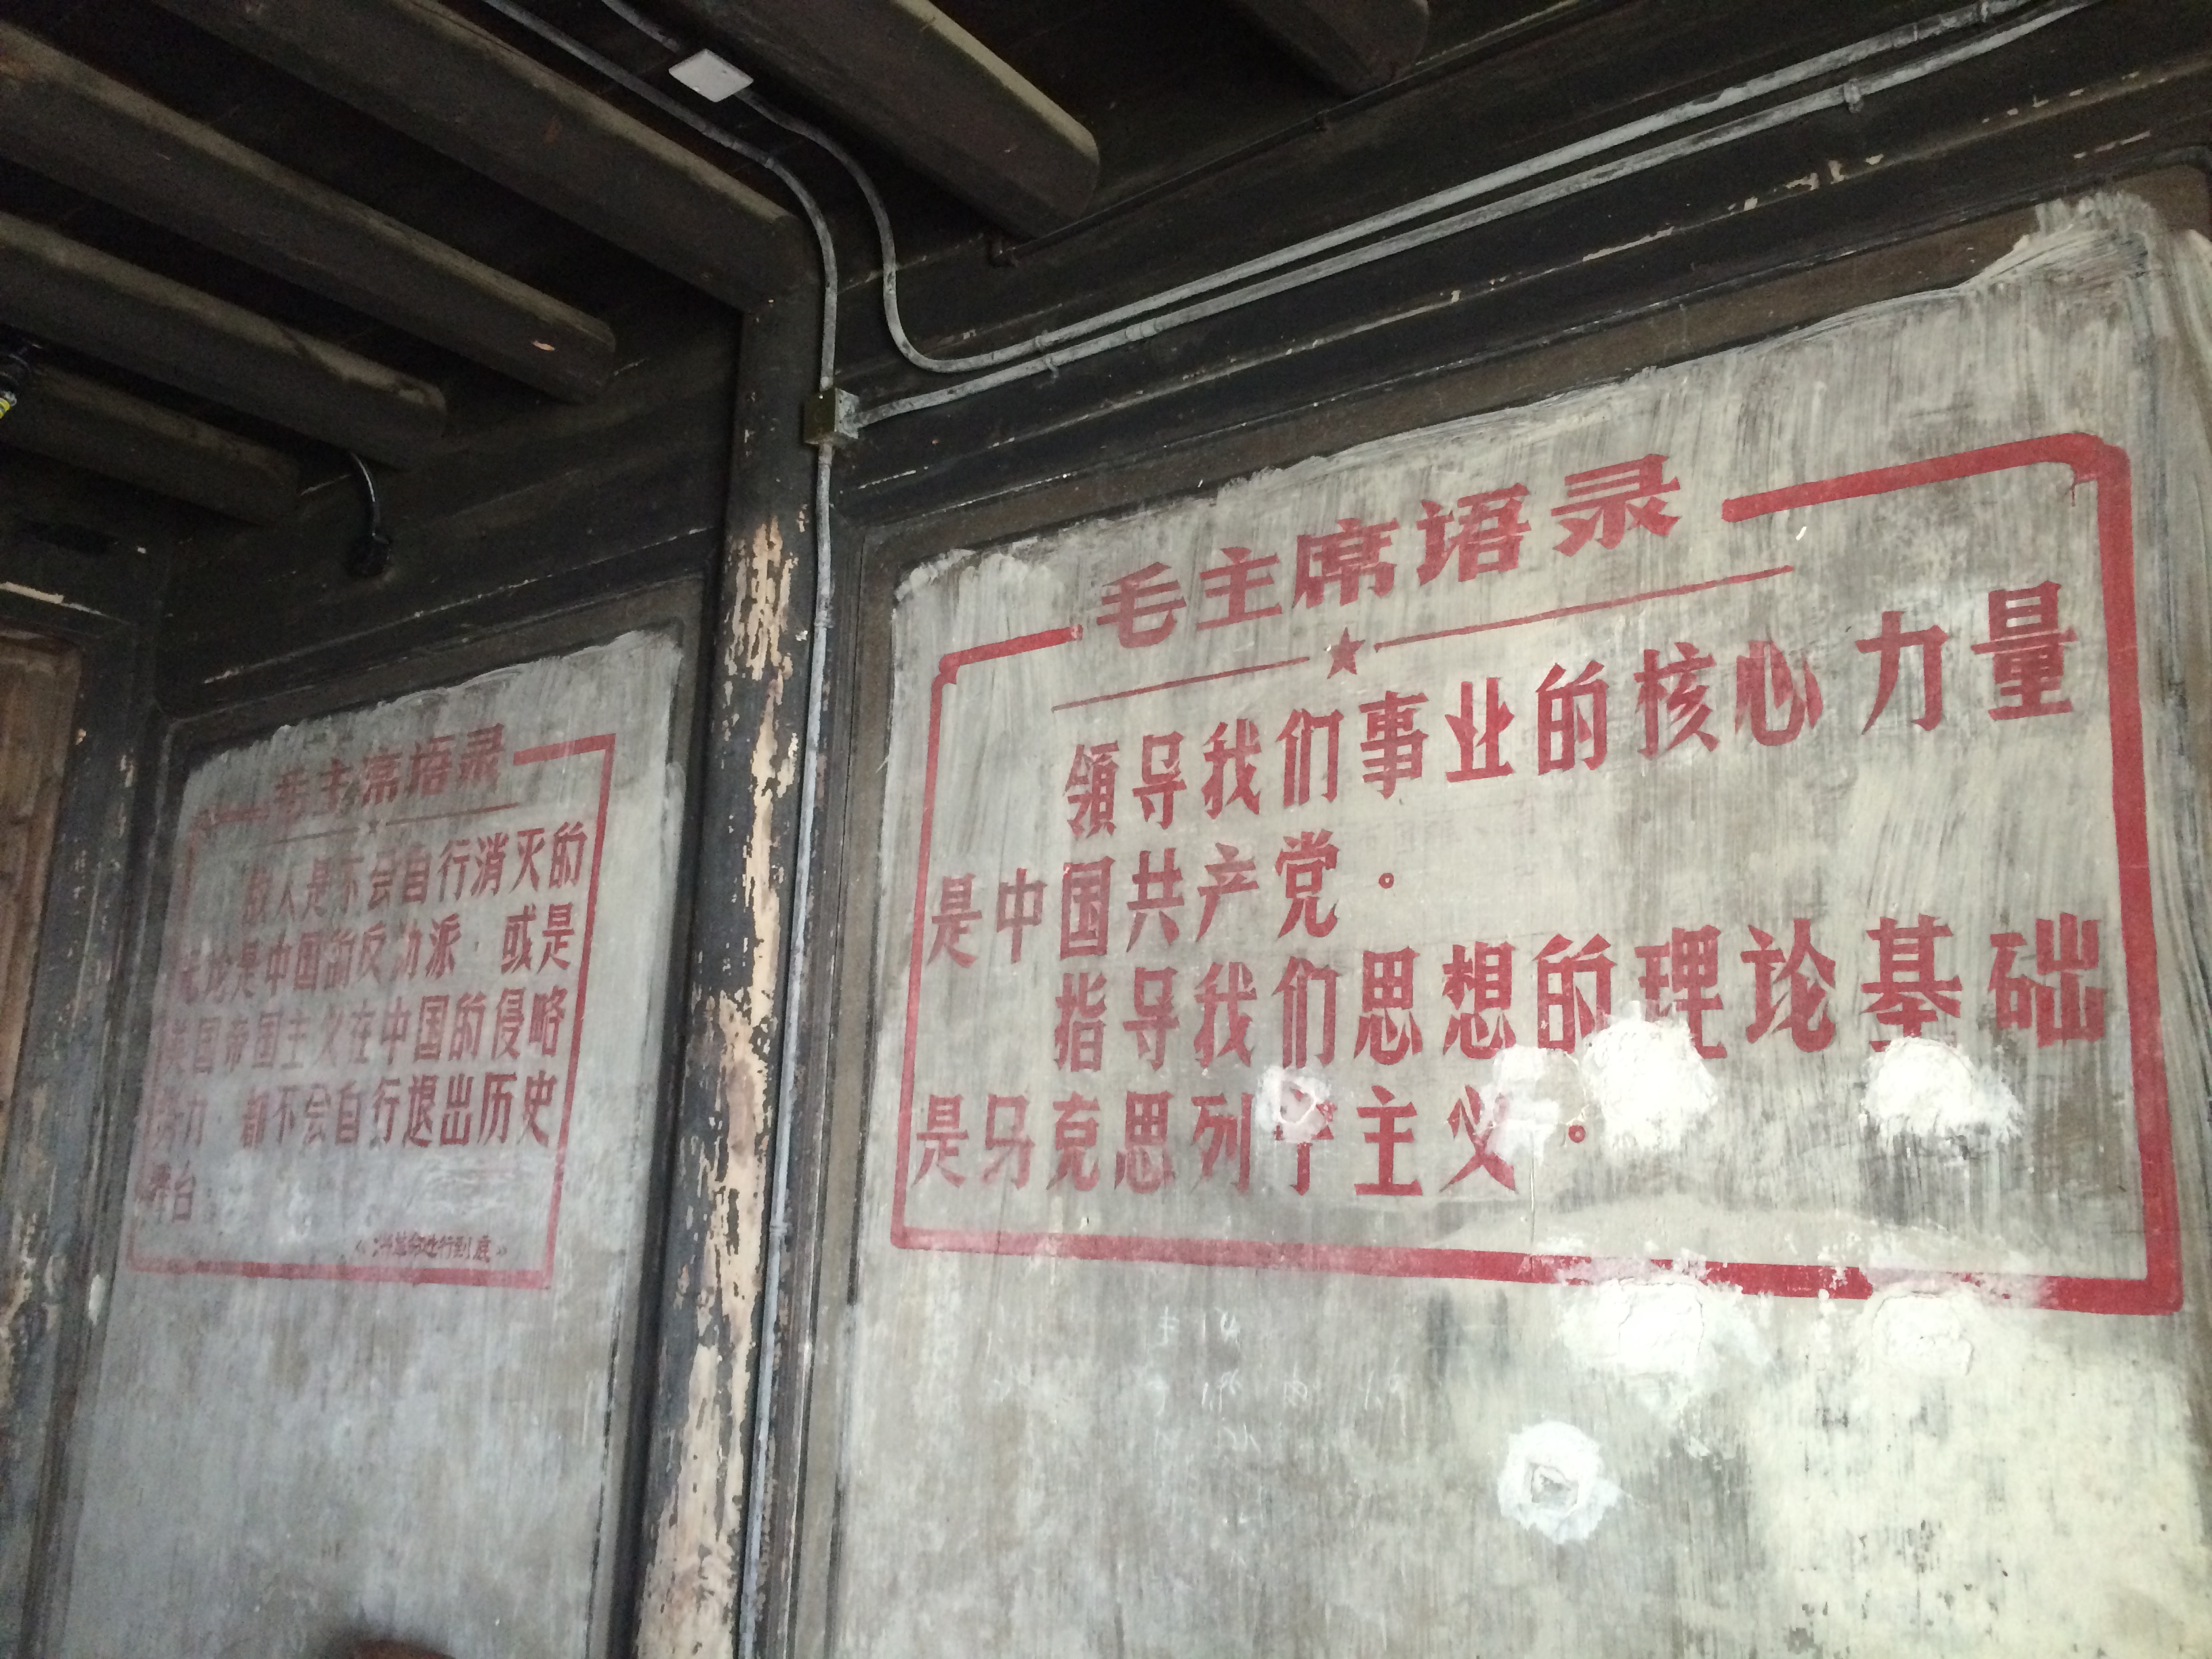 毛主席语录
敌人是不会自行消灭的
无论是中国的反动派·或是
美国帝国主义在中国的侵略
势力·都不会自行退出历史
舞台
《将革命进行到底》
毛主席语录
領导我们事业的核心力量
是中国共产党。
指导我们思想的理论基础
是马克思列宁主义。